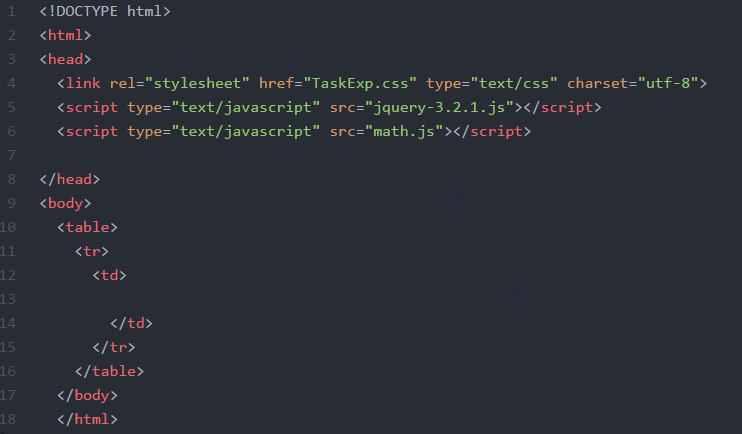 1 <!DOCTYPE html>
2 <html>
3 <head>
4   <link rel="stylesheet" href="TaskExp.css" type="text/css" charset="utf-8">
5   <script type="text/javascript" src="jquery-3.2.1.js"></script>
6   <script type="text/javascript" src="math.js"></script>
7
8 </head>
9 <body>
10   <table>
11     <tr>
12       <td>
13
14         </td>
15       </tr>
16     </table>
17   </body>
18   </html>